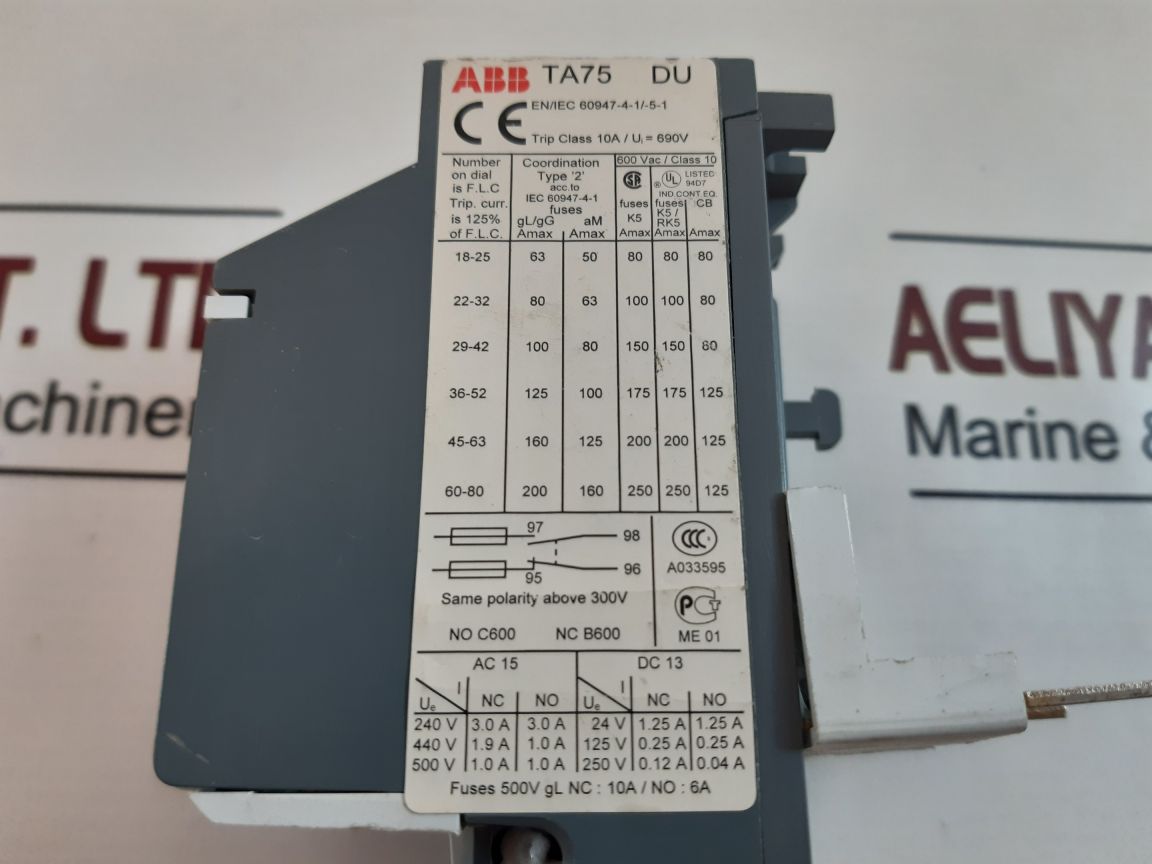 ABB TA75 DU
CE EN/IEC 60947-4-1/-5-1
Trip Class 10A / Ui = 690V
Number on dial is F.L.C Trip. curr. is 125% of F.L.C.
Coordination Type '2' acc.to IEC 60947-4-1 fuses
gL/gG Amax
aM Amax
600 Vac / Class 10
SA fuses K5 Amax
® UL LISTED 94D7
IND.CONT.EQ.
fuses K5 / RK5 Amax
CB Amax
18-25 63 50 80 80 80
22-32 80 63 100 100 80
29-42 100 80 150 150 80
36-52 125 100 175 175 125
45-63 160 125 200 200 125
60-80 200 160 250 250 125
97 98
95 96
Same polarity above 300V
NO C600 NC B600
CCC
A033595
PCT
ME 01
AC 15 DC 13
Ue I NC NO Ue I NC NO
240 V 3.0 A 3.0 A 24 V 1.25 A 1.25 A
440 V 1.9 A 1.0 A 125 V 0.25 A 0.25 A
500 V 1.0 A 1.0 A 250 V 0.12 A 0.04 A
Fuses 500V gL NC : 10A / NO : 6A
T. LT
chiner
AELIYA
Marine &